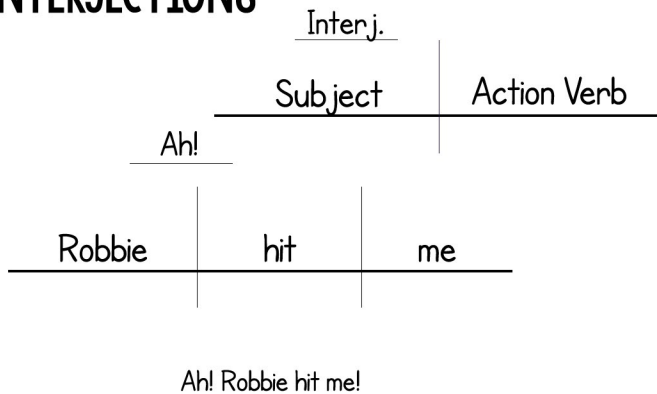 INTERJECTIONS
Interj.
Subject Action Verb
Ah!
Robbie hit me
Ah! Robbie hit me!